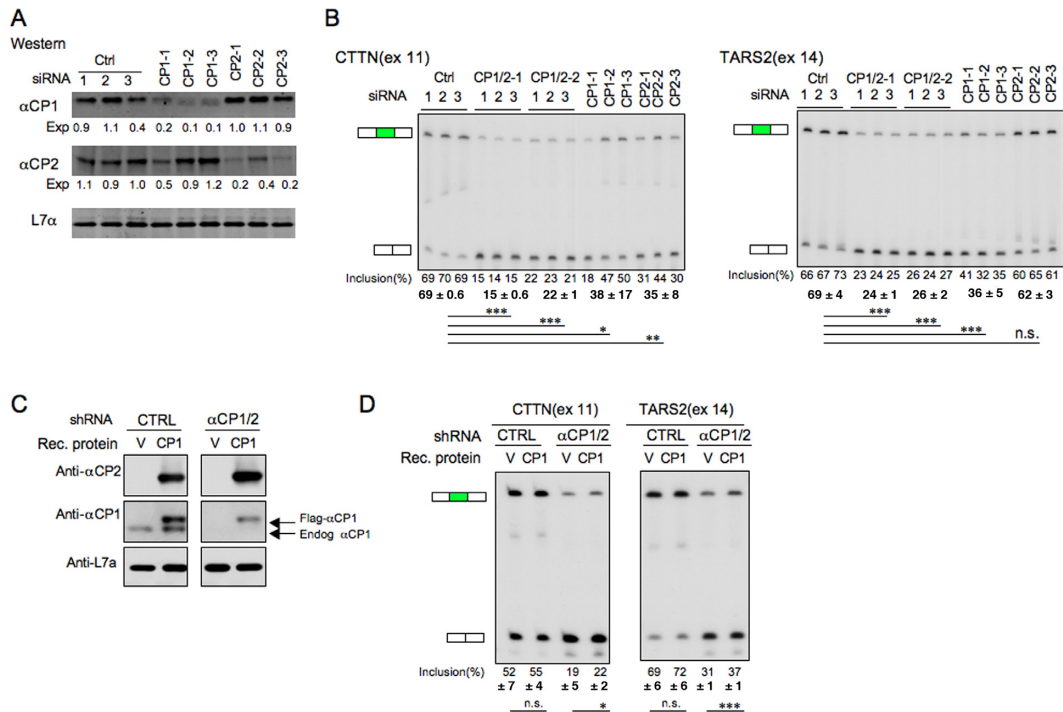 A
Western
Ctrl
siRNA 1 2 3 CP1-1 CP1-2 CP1-3 CP2-1 CP2-2 CP2-3
αCP1
Exp 0.9 1.1 0.4 0.2 0.1 0.1 1.0 1.1 0.9
αCP2
Exp 1.1 0.9 1.0 0.5 0.9 1.2 0.2 0.4 0.2
L7α
B
CTTN(ex 11)
Ctrl CP1/2-1 CP1/2-2 CP1-1 CP1-2 CP1-3 CP2-1 CP2-2 CP2-3
siRNA 1 2 3 1 2 3 1 2 3
Inclusion(%) 69 70 69 15 14 15 22 23 21 18 47 50 31 44 30
69 ± 0.6 15 ± 0.6 22 ± 1 38 ± 17 35 ± 8
***
***
*
**
TARS2(ex 14)
Ctrl CP1/2-1 CP1/2-2 CP1-1 CP1-2 CP1-3 CP2-1 CP2-2 CP2-3
siRNA 1 2 3 1 2 3 1 2 3
Inclusion(%) 66 67 73 23 24 25 26 24 27 41 32 35 60 65 61
69 ± 4 24 ± 1 26 ± 2 36 ± 5 62 ± 3
***
***
***
n.s.
C
shRNA CTRL αCP1/2
Rec. protein V CP1 V CP1
Anti-αCP2
Anti-αCP1
Flag-αCP1
Endog αCP1
Anti-L7a
D
CTTN(ex 11) TARS2(ex 14)
shRNA CTRL αCP1/2 CTRL αCP1/2
Rec. protein V CP1 V CP1 V CP1 V CP1
Inclusion(%) 52 55 19 22 69 72 31 37
± 7 ± 4 ± 5 ± 2 ± 6 ± 6 ± 1 ± 1
n.s. * n.s. ***